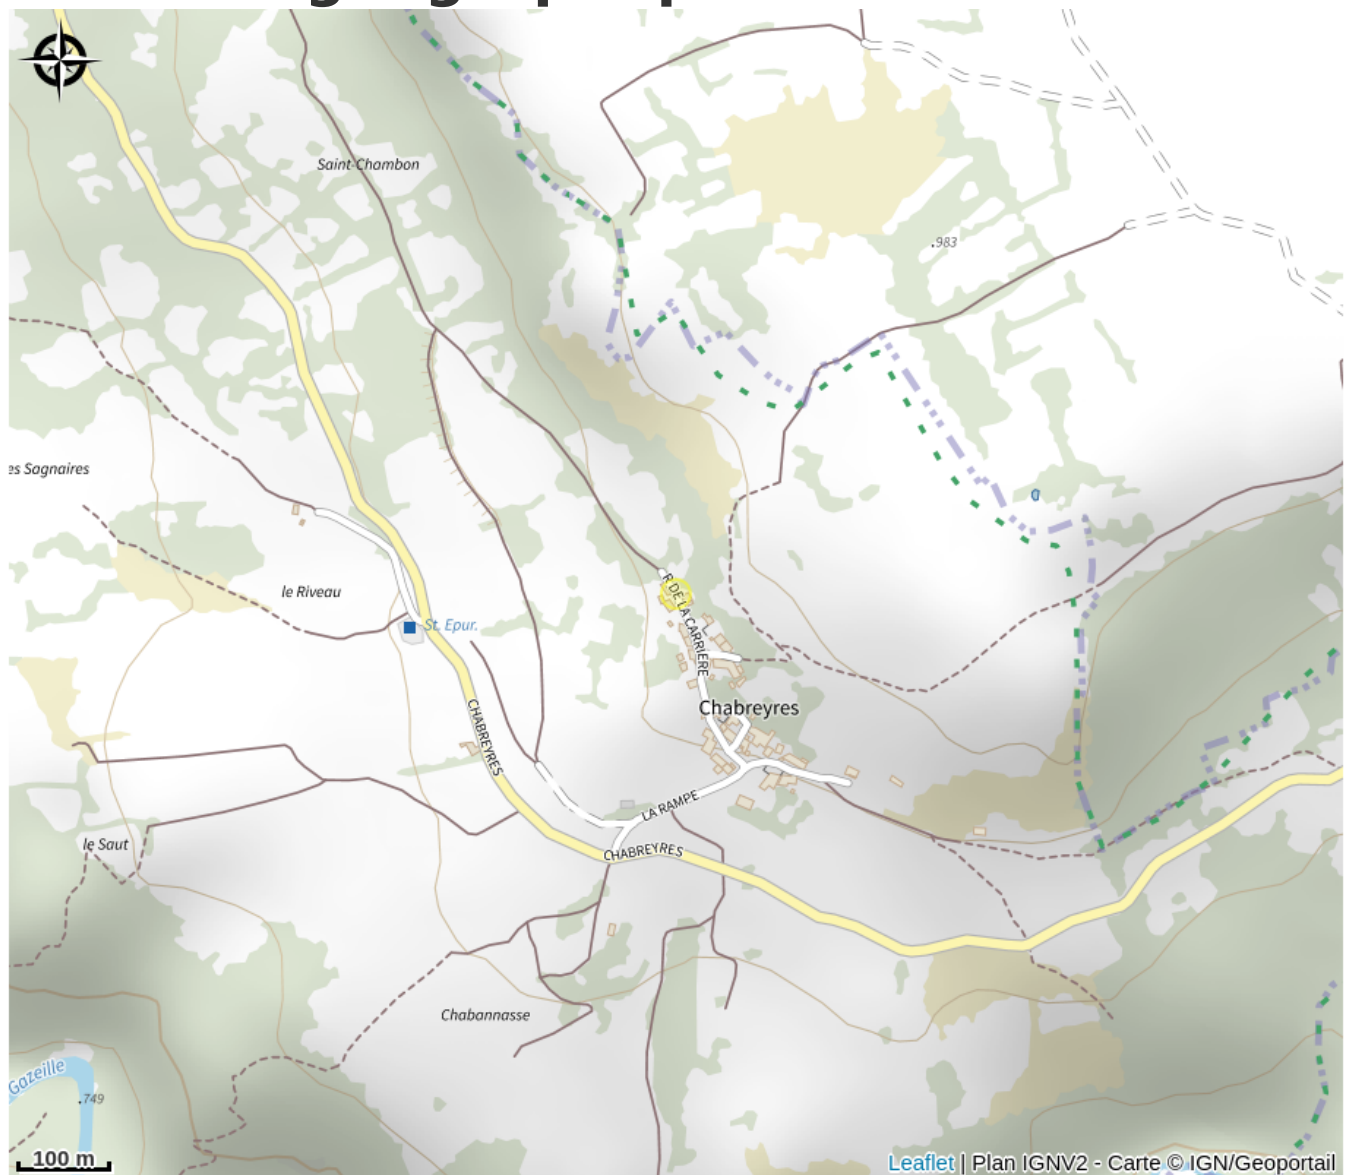 Saint-Chambon
.983
es Sagnaires
R DE LA CARRIERE
le Riveau
St. Epur.
CHABREYRES
Chabreyres
LA RAMPE
CHABREYRES
le Saut
Chabannasse
Gazeille
.749
100 m
Leaflet | Plan IGNV2 - Carte © IGN/Geoportail